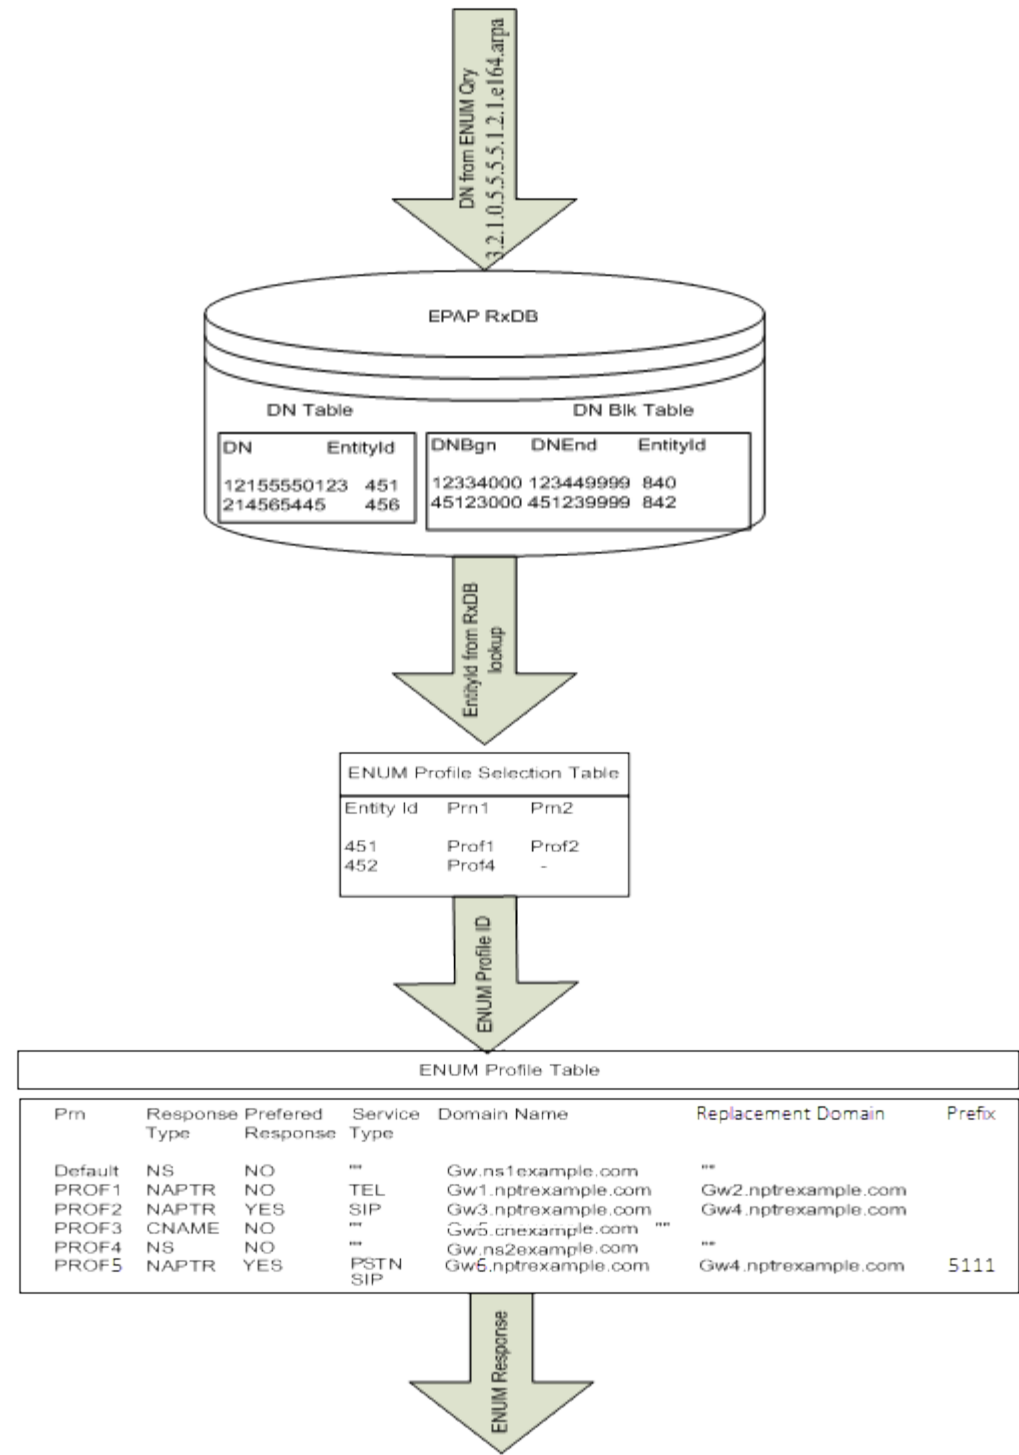 DN from ENUM Qry
3.2.1.0.5.5.5.5.1.2.1.e164.arpa
EPAP RxDB
DN Table
DN Blk Table
DN EntityId
12155550123 451
214565445 456
DNBgn DNEnd EntityId
12334000 123449999 840
45123000 451239999 842
EntityId from RxDB
lookup
ENUM Profile Selection Table
Entity Id Prn1 Prn2
451 Prof1 Prof2
452 Prof4 -
ENUM Profile ID
ENUM Profile Table
Prn Response Prefered Service Domain Name Replacement Domain Prefix
Type Response Type
Default NS NO "" Gw.ns1example.com ""
PROF1 NAPTR NO TEL Gw1.nptrexample.com Gw2.nptrexample.com
PROF2 NAPTR YES SIP Gw3.nptrexample.com Gw4.nptrexample.com
PROF3 CNAME NO "" Gw5.cnexample.com ""
PROF4 NS NO "" Gw.ns2example.com ""
PROF5 NAPTR YES PSTN Gw6.nptrexample.com Gw4.nptrexample.com 5111
SIP
ENUM Response